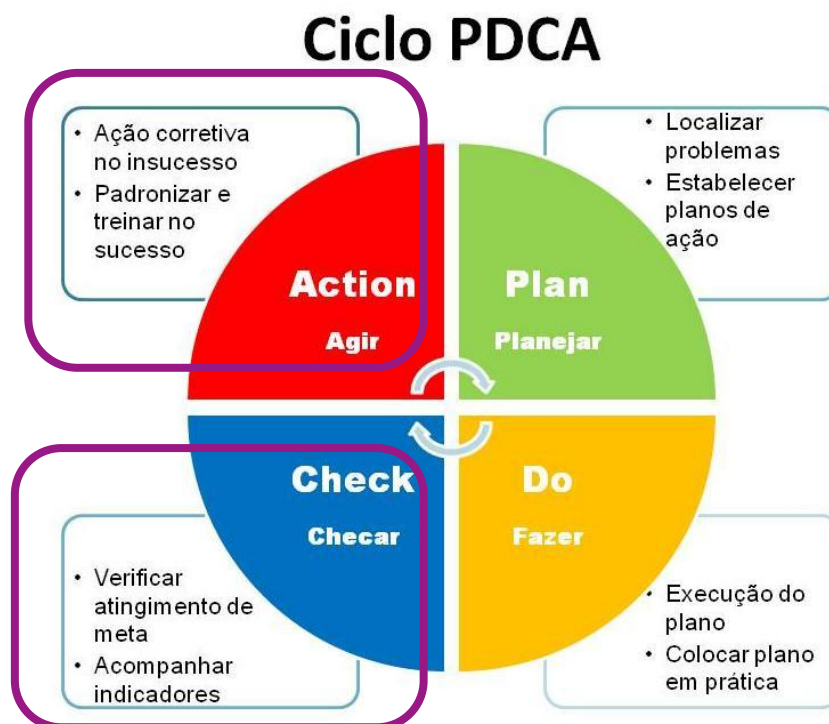 Ciclo PDCA
• Ação corretiva
no insucesso
• Padronizar e
treinar no
sucesso
Action
Agir
Plan
Planejar
• Localizar
problemas
• Estabelecer
planos de
ação
• Verificar
atingimento de
meta
• Acompanhar
indicadores
Check
Checar
Do
Fazer
• Execução do
plano
• Colocar plano
em prática